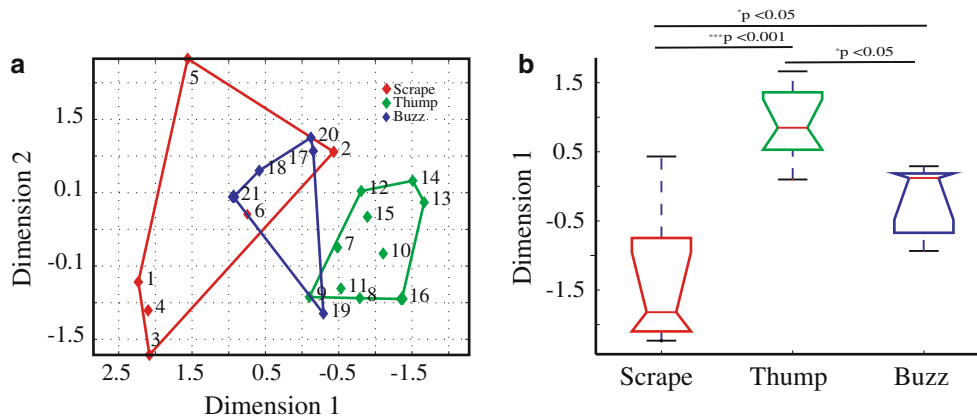 a
5
Scrape
Thump
Buzz
1.5
20
17
2
18
0.1
21
12
14
13
6
15
7
10
-0.1
1
4
11
9
8
16
19
-1.5
3
2.5
1.5
0.5
-0.5
-1.5
Dimension 1
Dimension 2
b
*p <0.05
***p <0.001
*p <0.05
1.5
0.5
-0.5
-1.5
Dimension 1
Scrape
Thump
Buzz